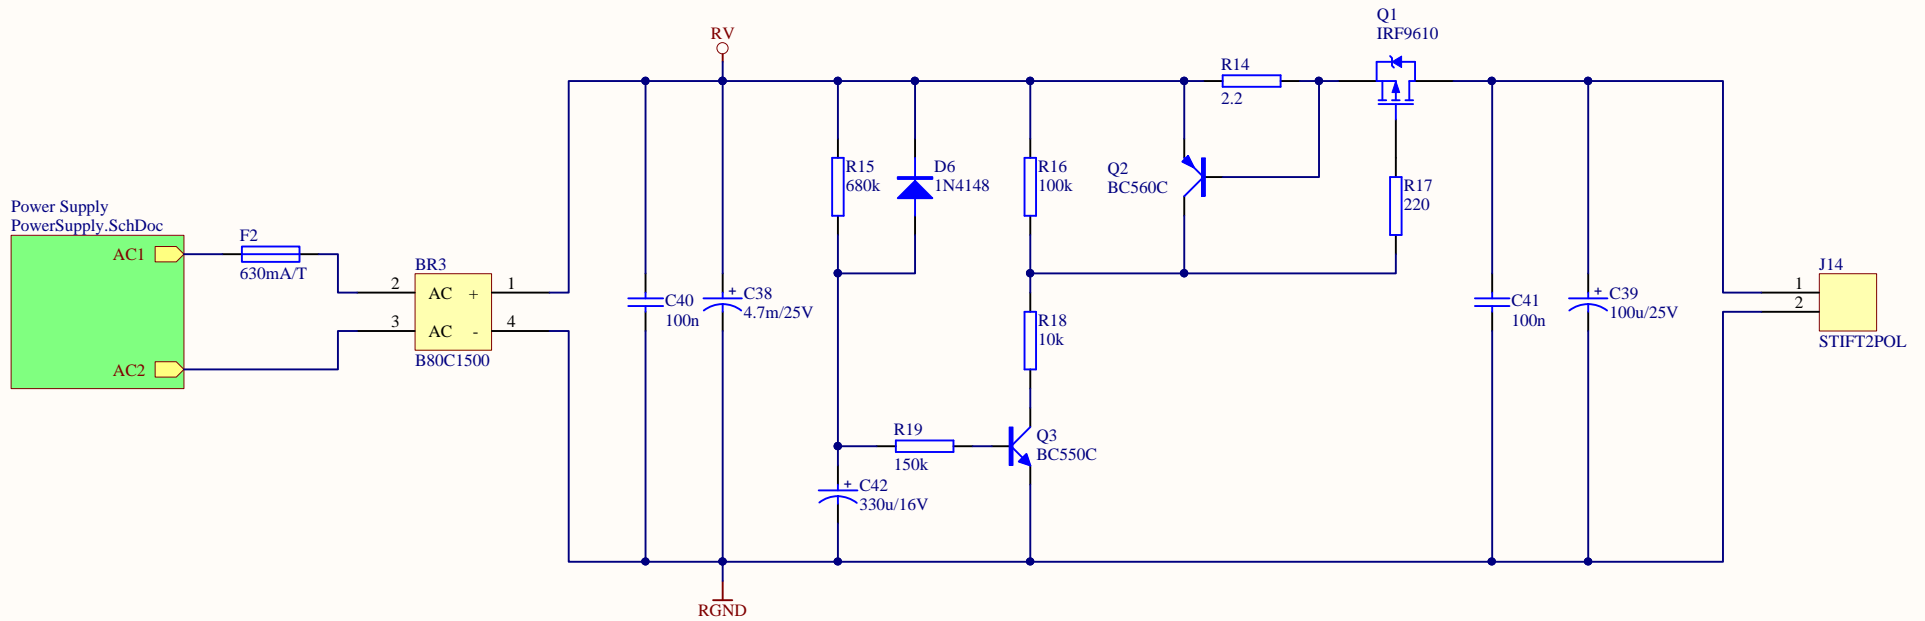 Q1
IRF9610
RV
R14
2.2
R15
680k
D6
1N4148
R16
100k
Q2
BC560C
R17
220
Power Supply
PowerSupply.SchDoc
AC1
F2
630mA/T
BR3
2
AC +
1
3
AC -
4
B80C1500
AC2
C40
100n
C38
+
4.7m/25V
R18
10k
C41
100n
C39
+
100u/25V
J14
1
2
STIFT2POL
R19
150k
Q3
BC550C
C42
+
330u/16V
RGND